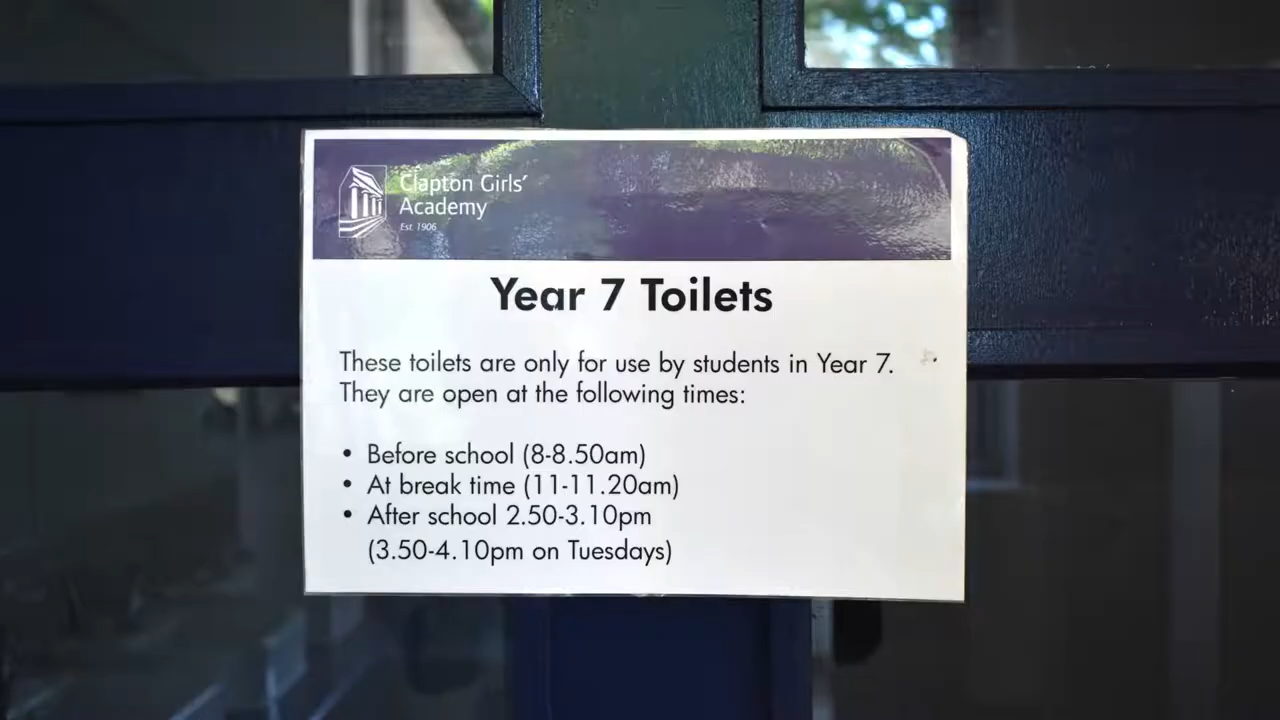 Clapton Girls'
Academy
Est. 1906
Year 7 Toilets
These toilets are only for use by students in Year 7.
They are open at the following times:
• Before school (8-8.50am)
• At break time (11-11.20am)
• After school 2.50-3.10pm
(3.50-4.10pm on Tuesdays)